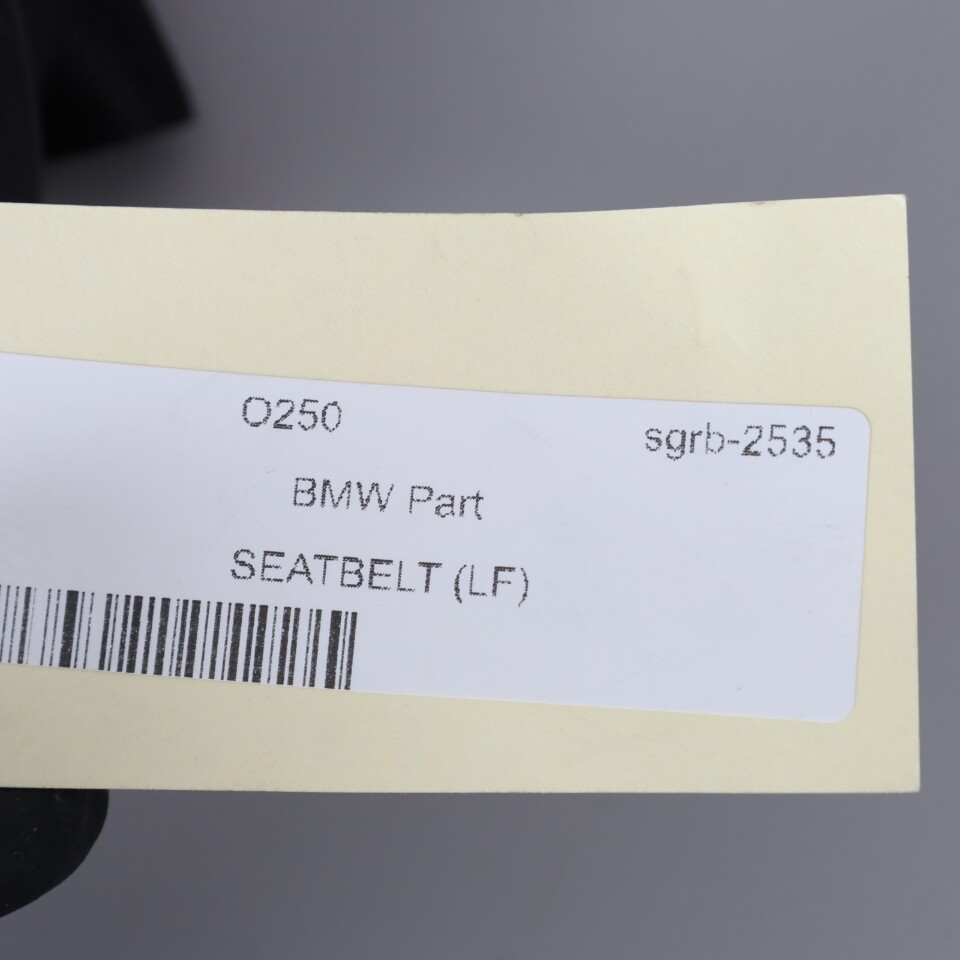 O250
sgrb-2535
BMW Part
SEATBELT (LF)